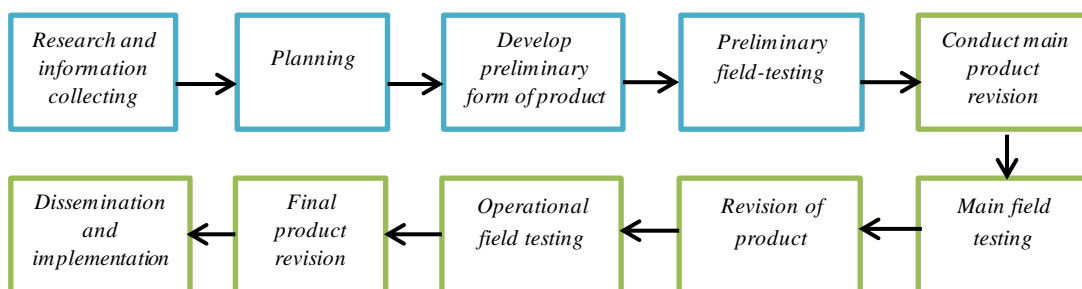 Research and
information
collecting
Planning
Develop
preliminary
form of product
Preliminary
field-testing
Conduct main
product
revision
Main field
testing
Revision of
product
Operational
field testing
Final
product
revision
Dissemination
and
implementation